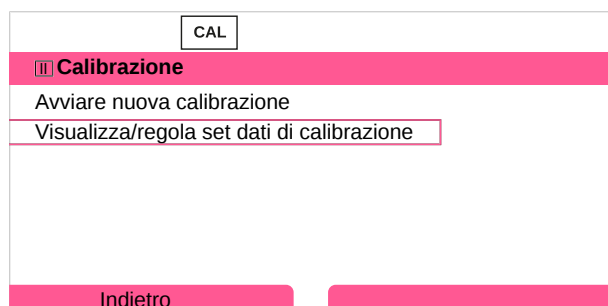 CAL
Calibrazione
Avviare nuova calibrazione
Visualizza/regola set dati di calibrazione
Indietro